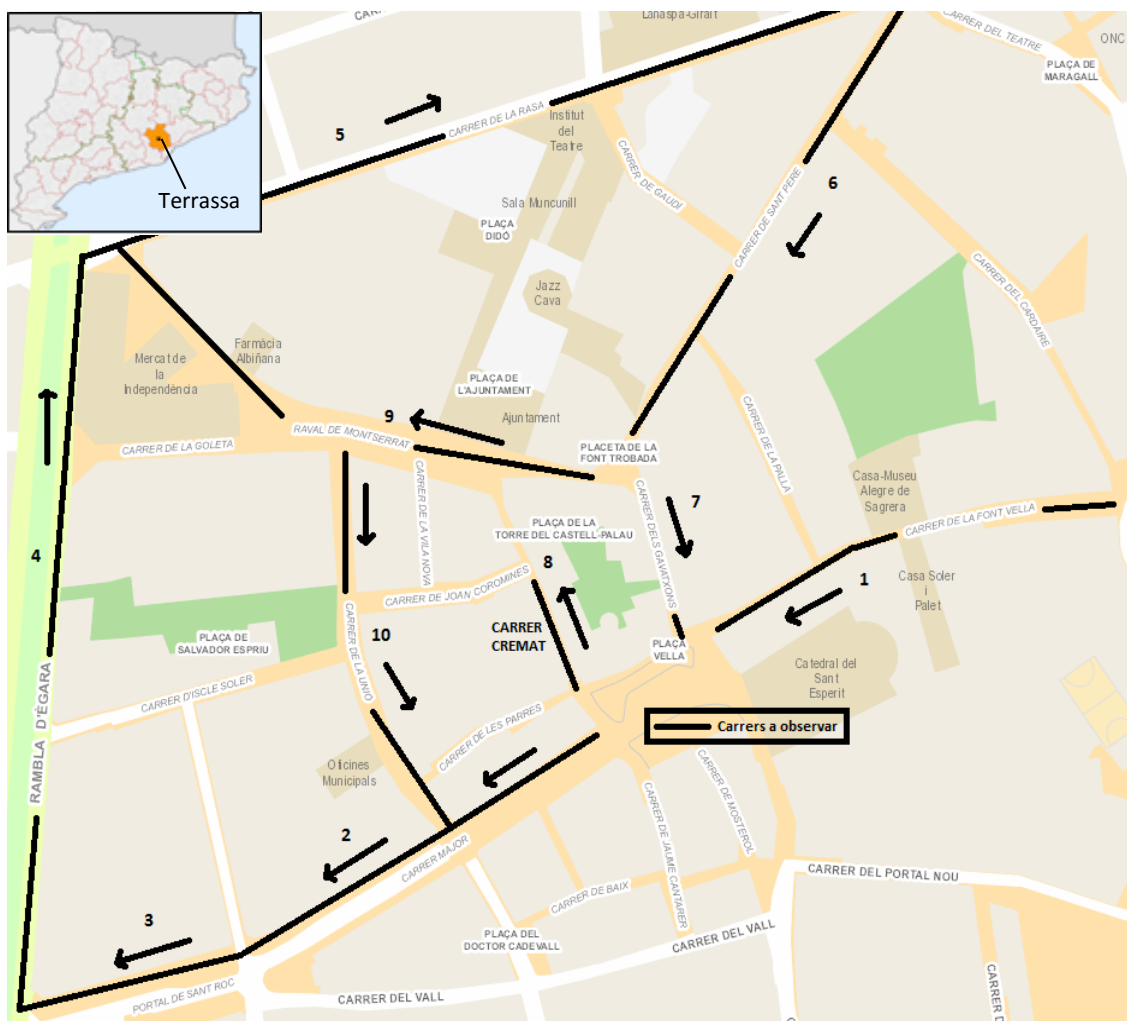 Terrassa
Lanaspa-Giralt
CARRER DEL TEATRE
ONC
PLAÇA DE
MARAGALL
5
CARRER DE LA RASA
Institut
del
Teatre
CARRER DE GAUDÍ
6
CARRER DE SANT PERE
Sala Muncunill
PLAÇA
DIDÓ
CARRER DEL CARDAIRE
Jazz
Cava
Farmàcia
Albiñana
Mercat de
la
Independència
PLAÇA DE
L'AJUNTAMENT
9
Ajuntament
RAVAL DE MONTSERRAT
CARRER DE LA GOLETA
PLACETA DE LA
FONT TROBADA
CARRER DE LA PALLA
Casa-Museu
Alegre de
Sagrera
CARRER DE LA VILA NOVA
CARRER DELS GAVATXONS
7
CARRER DE LA FONT VELLA
PLAÇA DE LA
TORRE DEL CASTELL-PALAU
4
8
1
Casa Soler
i
Palet
CARRER DE JOAN COROMINES
CARRER
CREMAT
10
PLAÇA DE
SALVADOR ESPRIU
CARRER DE LA UNIO
PLAÇA
VELLA
Catedral del
Sant
Esperit
CARRER D'ISCLE SOLER
RAMBLA D'ÈGARA
CARRER DE LES PARRES
Carrers a observar
Oficines
Municipals
CARRER DE MOSTEROL
CARRER DE JAUME CANTARER
2
CARRER MAJOR
CARRER DEL PORTAL NOU
CARRER DE BAIX
3
PLAÇA DEL
DOCTOR CADEVALL
CARRER DEL VALL
PORTAL DE SANT ROC
CARRER DEL VALL
CARRER D